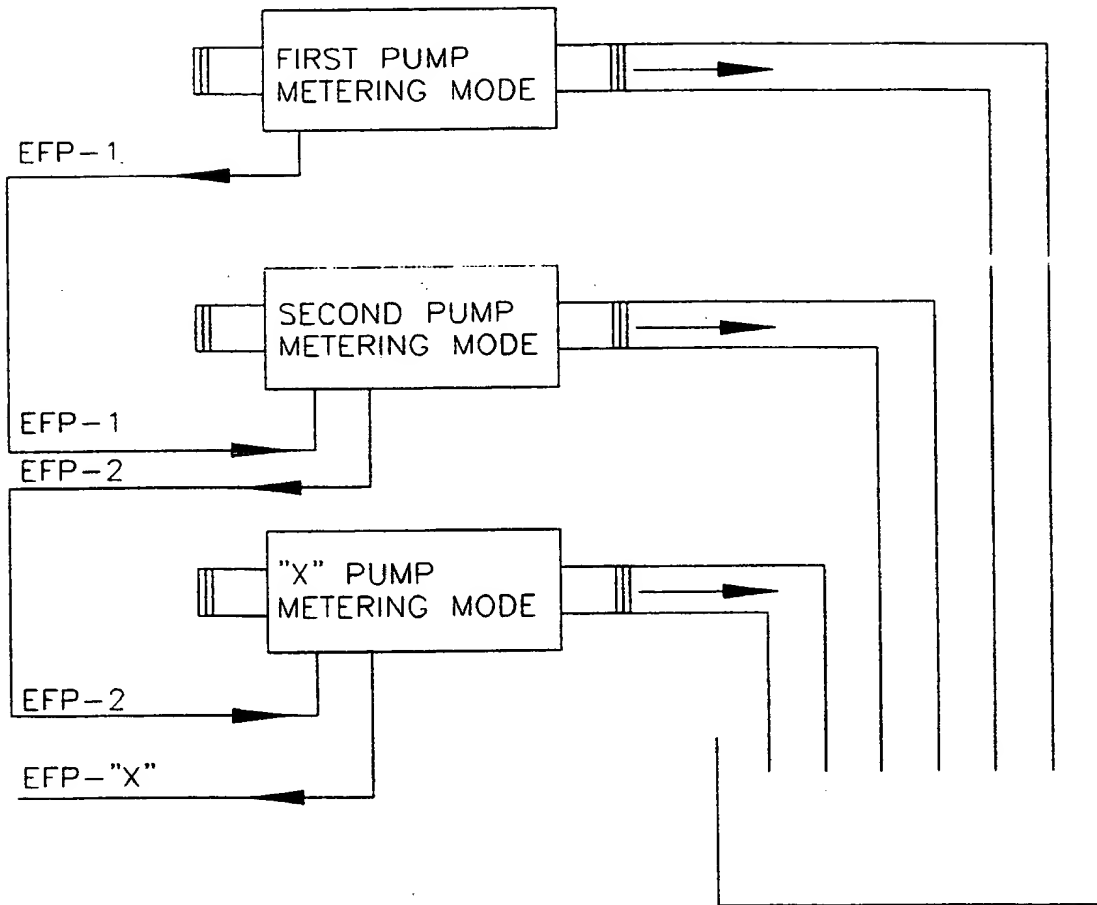 FIRST PUMP
METERING MODE
EFP-1
SECOND PUMP
METERING MODE
EFP-1
EFP-2
"X" PUMP
METERING MODE
EFP-2
EFP-"X"